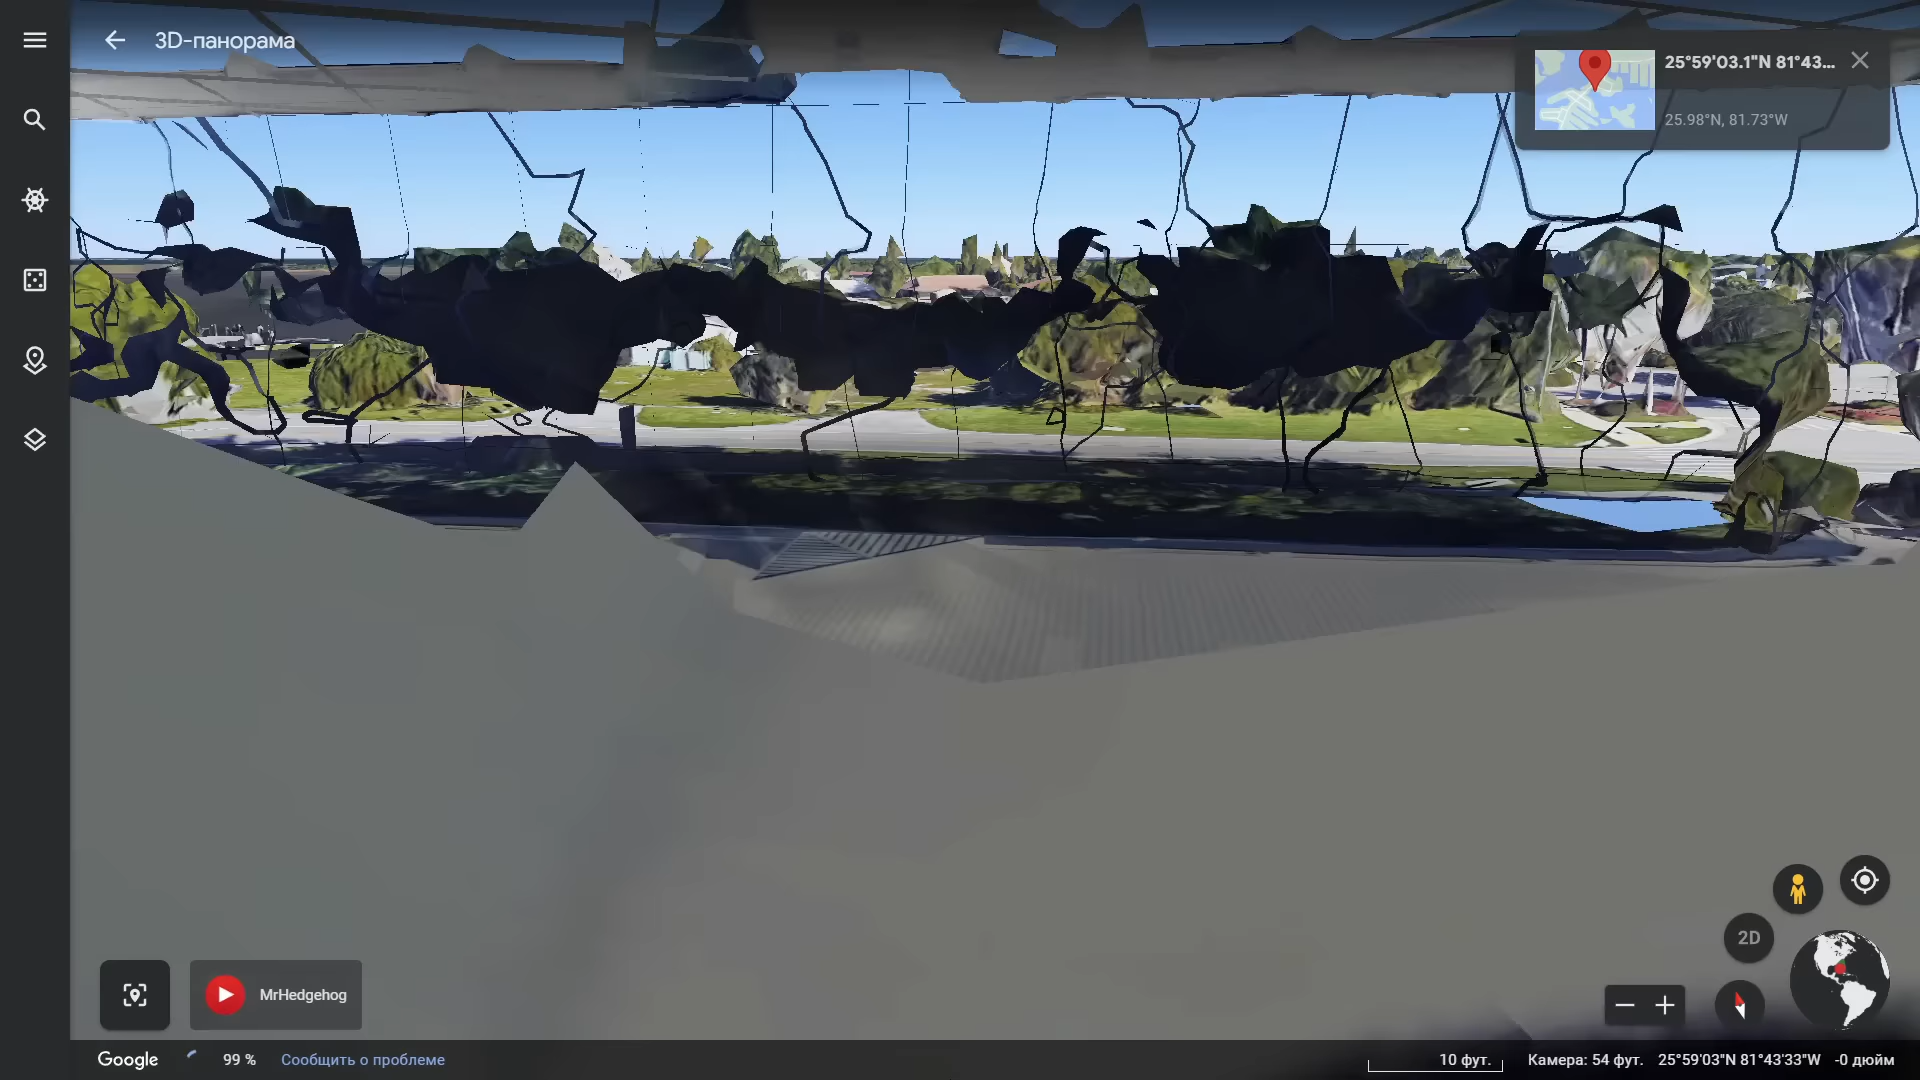 3D-панорама
25°59'03.1"N 81°43...
25.98°N, 81.73°W
2D
MrHedgehog
Google 99 % Сообщить о проблеме 10 фут. Камера: 54 фут. 25°59'03"N 81°43'33"W -0 дюйм